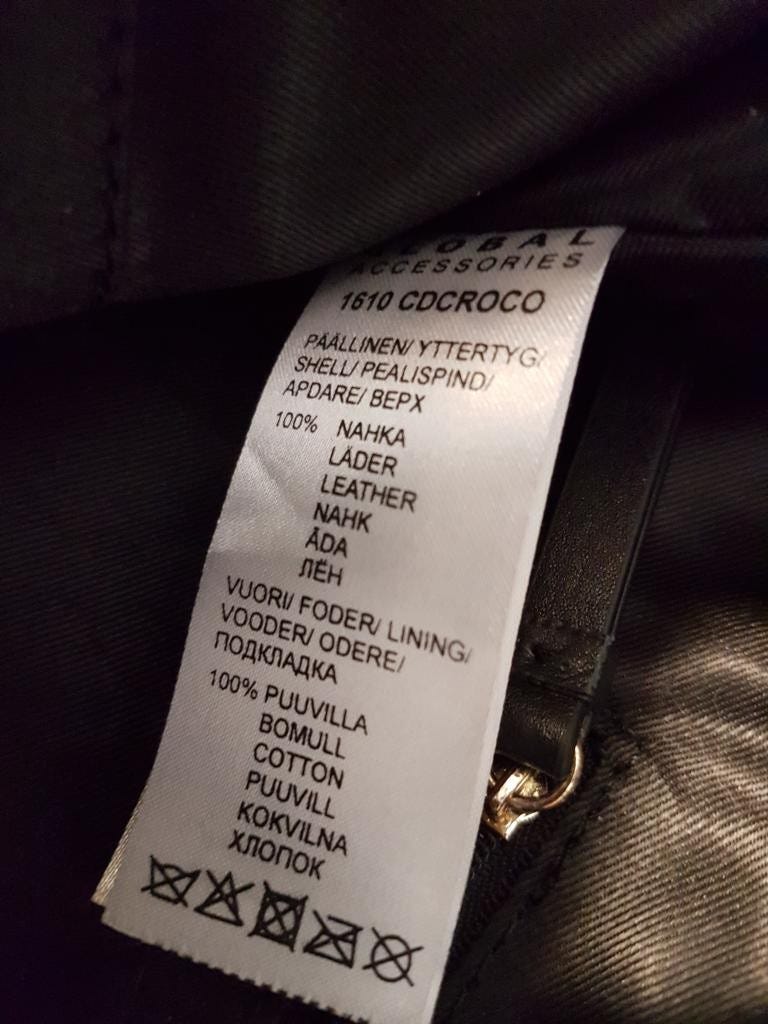 LOBAL
ACCESSORIES
1610 CDCROCO
PÄÄLLINEN/ YTTERTYG/
SHELL/ PEALISPIND/
APDARE/ ВЕРХ
100% NAHKA
LÄDER
LEATHER
NAHK
ĀDA
ЛЁН
VUORI/ FODER/ LINING/
VOODER/ ODERE/
ПОДКЛАДКА
100% PUUVILLA
BOMULL
COTTON
PUUVILL
KOKVILNA
ХЛОПОК